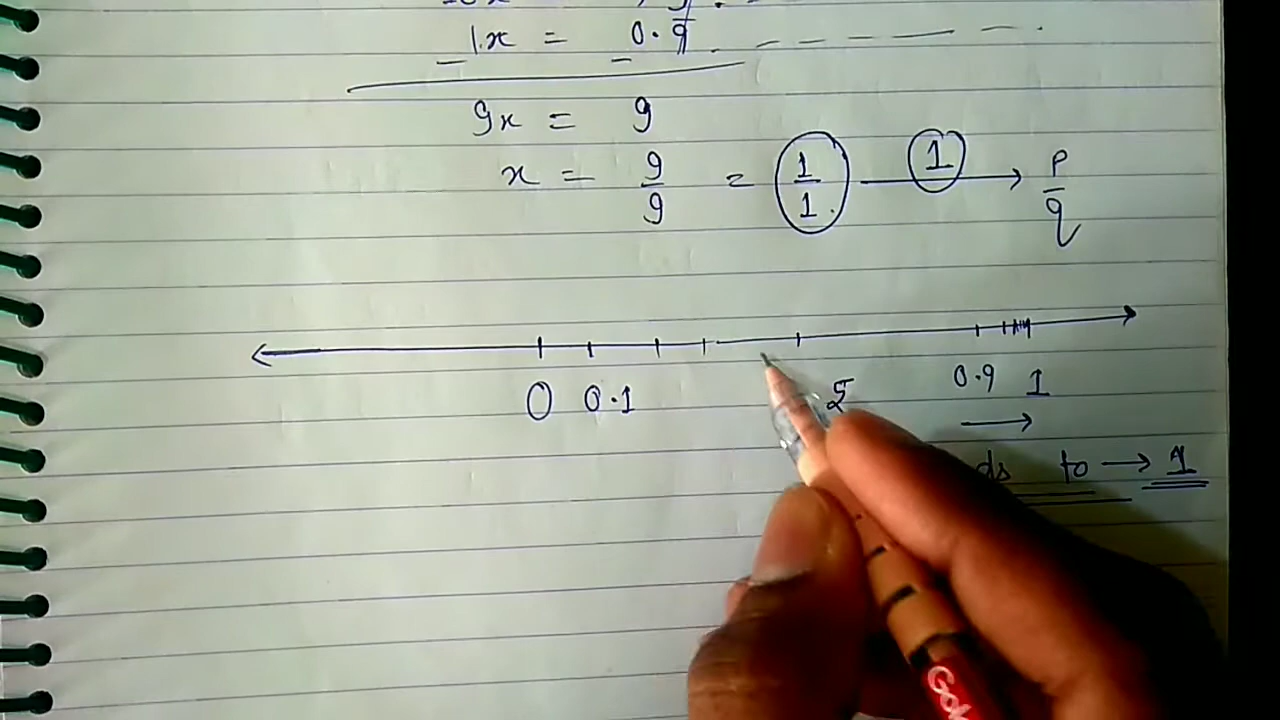 1x = 0.9̅ . - - - - - - .
9x = 9
x = 9/9 = 1/1 1 → p/q
0 0.1 5 0.9 1
→
ds to → 1